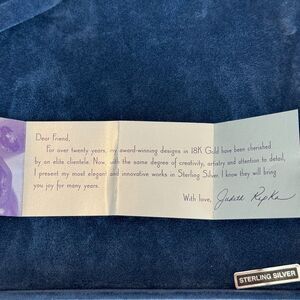 Dear Friend,
For over twenty years, my award-winning designs in 18K Gold have been cherished
by an elite clientele. Now, with the same degree of creativity, artistry and attention to detail,
I present my most elegant and innovative works in Sterling Silver. I know they will bring
you joy for many years.
With love, Judith Ripka
STERLING SILVER